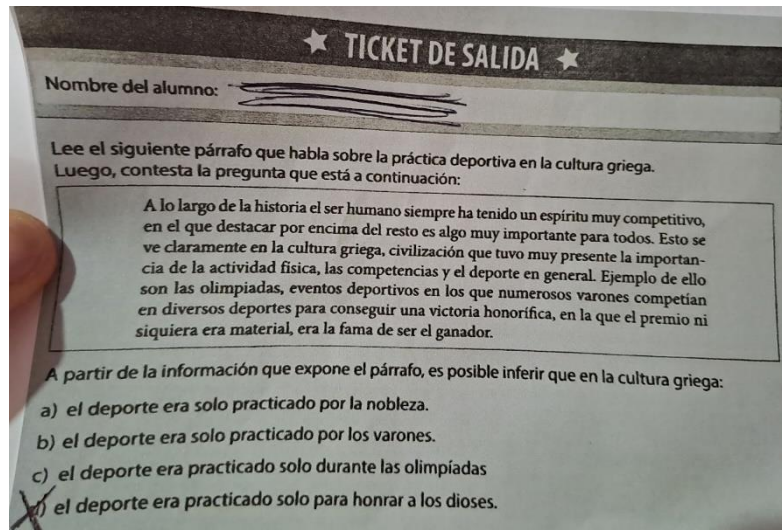 TICKET DE SALIDA
Nombre del alumno:
Lee el siguiente párrafo que habla sobre la práctica deportiva en la cultura griega.
Luego, contesta la pregunta que está a continuación:
A lo largo de la historia el ser humano siempre ha tenido un espíritu muy competitivo,
en el que destacar por encima del resto es algo muy importante para todos. Esto se
ve claramente en la cultura griega, civilización que tuvo muy presente la importan-
cia de la actividad física, las competencias y el deporte en general. Ejemplo de ello
son las olimpiadas, eventos deportivos en los que numerosos varones competían
en diversos deportes para conseguir una victoria honorífica, en la que el premio ni
siquiera era material, era la fama de ser el ganador.
A partir de la información que expone el párrafo, es posible inferir que en la cultura griega:
a) el deporte era solo practicado por la nobleza.
b) el deporte era solo practicado por los varones.
c) el deporte era practicado solo durante las olimpíadas
d) el deporte era practicado solo para honrar a los dioses.